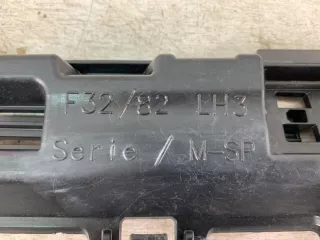 F32/82 LH3
Serie / M-SP